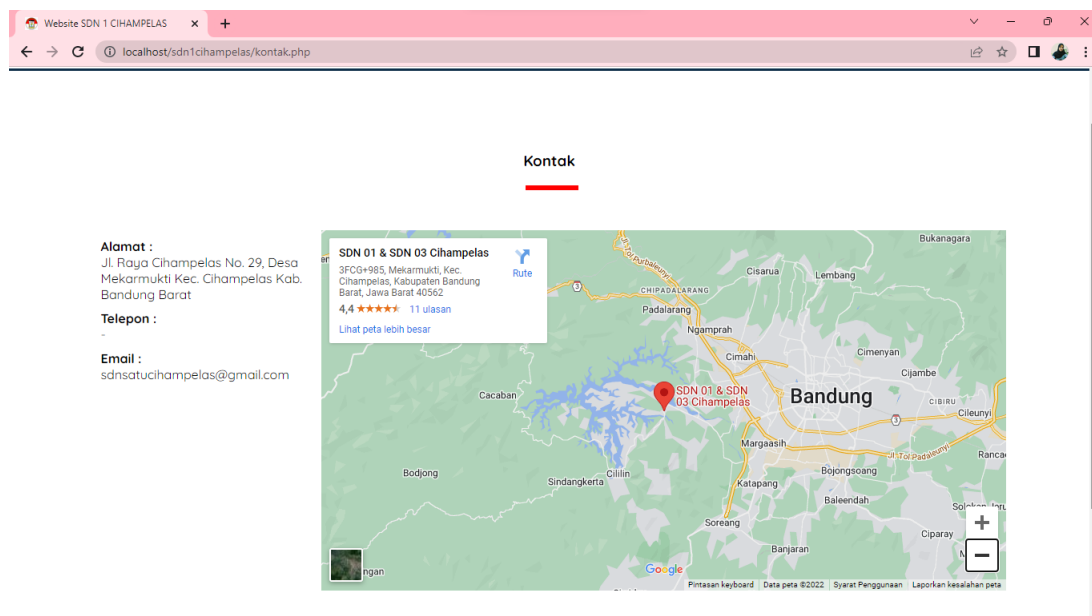 Website SDN 1 CIHAMPELAS
localhost/sdn1cihampelas/kontak.php
Kontak
Alamat :
Jl. Raya Cihampelas No. 29, Desa
Mekarmukti Kec. Cihampelas Kab.
Bandung Barat
Telepon :
-
Email :
sdnsatucihampelas@gmail.com
SDN 01 & SDN 03 Cihampelas
3FCG+985, Mekarmukti, Kec.
Cihampelas, Kabupaten Bandung
Barat, Jawa Barat 40562
4,4
11 ulasan
Lihat peta lebih besar
Rute
Bukanagara
Cisarua
Lembang
CHIPADALARANG
3
Padalarang
Ngamprah
Cimahi
Cimenyan
Cijambe
Cacaban
SDN 01 & SDN
03 Cihampelas
Bandung
CIBIRU
Cileunyi
3
Margaasih
Jl. Tol Padaleunyi
Ranca
Bodjong
Cililin
Sindangkerta
Katapang
Bojongsoang
Baleendah
Soreang
Ciparay
Banjaran
ngan
Google
Pintasan keyboard
Data peta ©2022
Syarat Penggunaan
Laporkan kesalahan peta